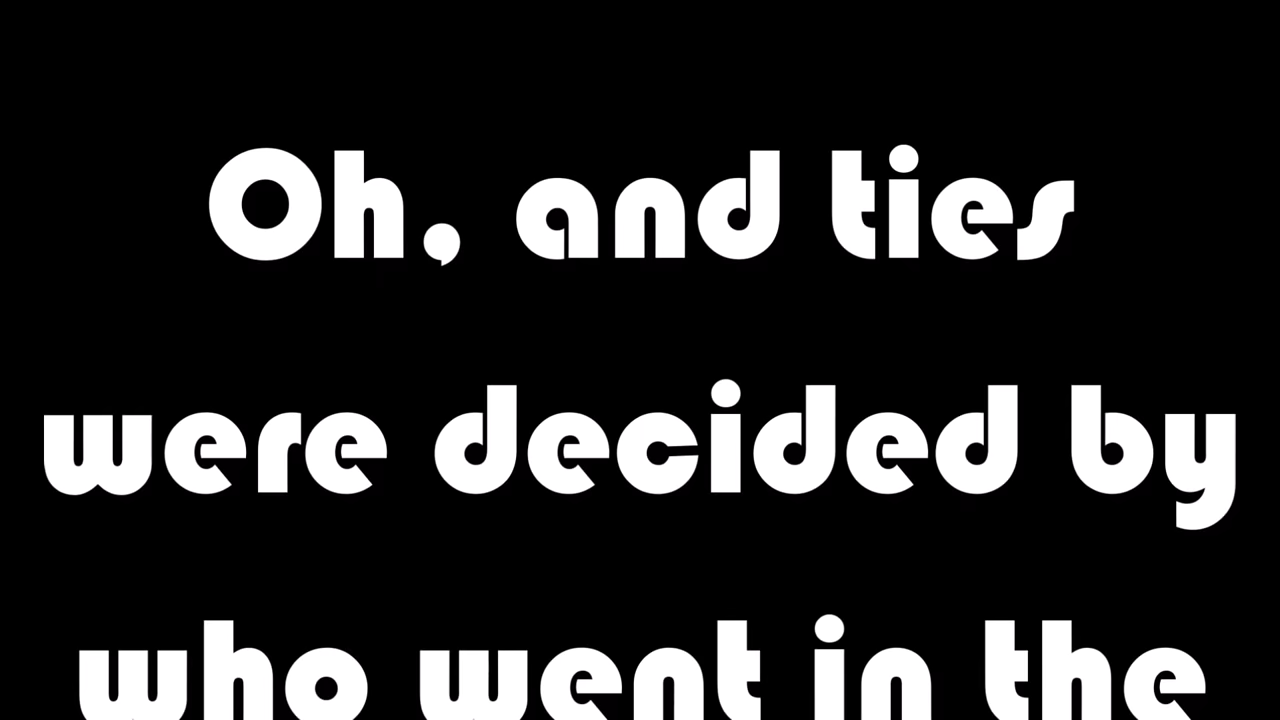 Oh, and ties
were decided by
who went in the